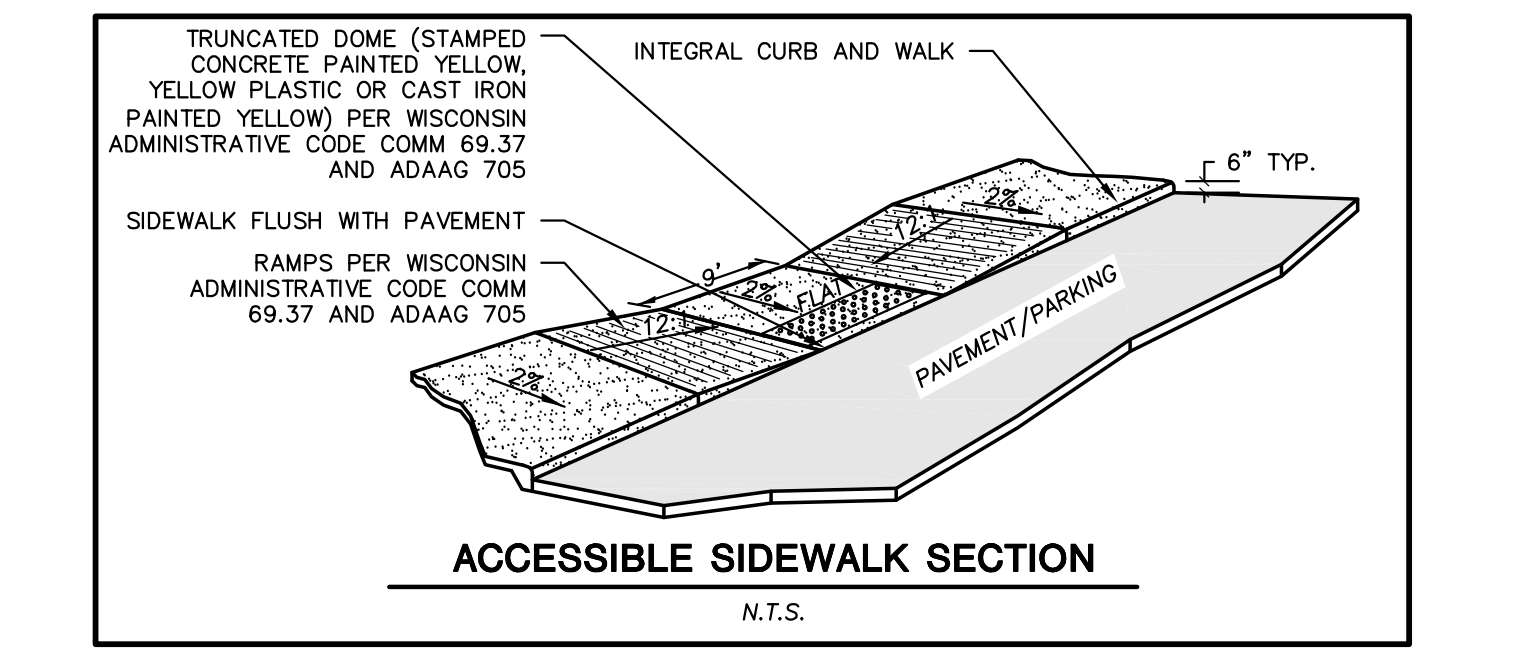 TRUNCATED DOME (STAMPED
CONCRETE PAINTED YELLOW,
YELLOW PLASTIC OR CAST IRON
PAINTED YELLOW) PER WISCONSIN
ADMINISTRATIVE CODE COMM 69.37
AND ADAAG 705
INTEGRAL CURB AND WALK
6" TYP.
SIDEWALK FLUSH WITH PAVEMENT
RAMPS PER WISCONSIN
ADMINISTRATIVE CODE COMM
69.37 AND ADAAG 705
2%
12:1
9'
2%
FLAT
12:1
2%
PAVEMENT/PARKING
ACCESSIBLE SIDEWALK SECTION
N.T.S.